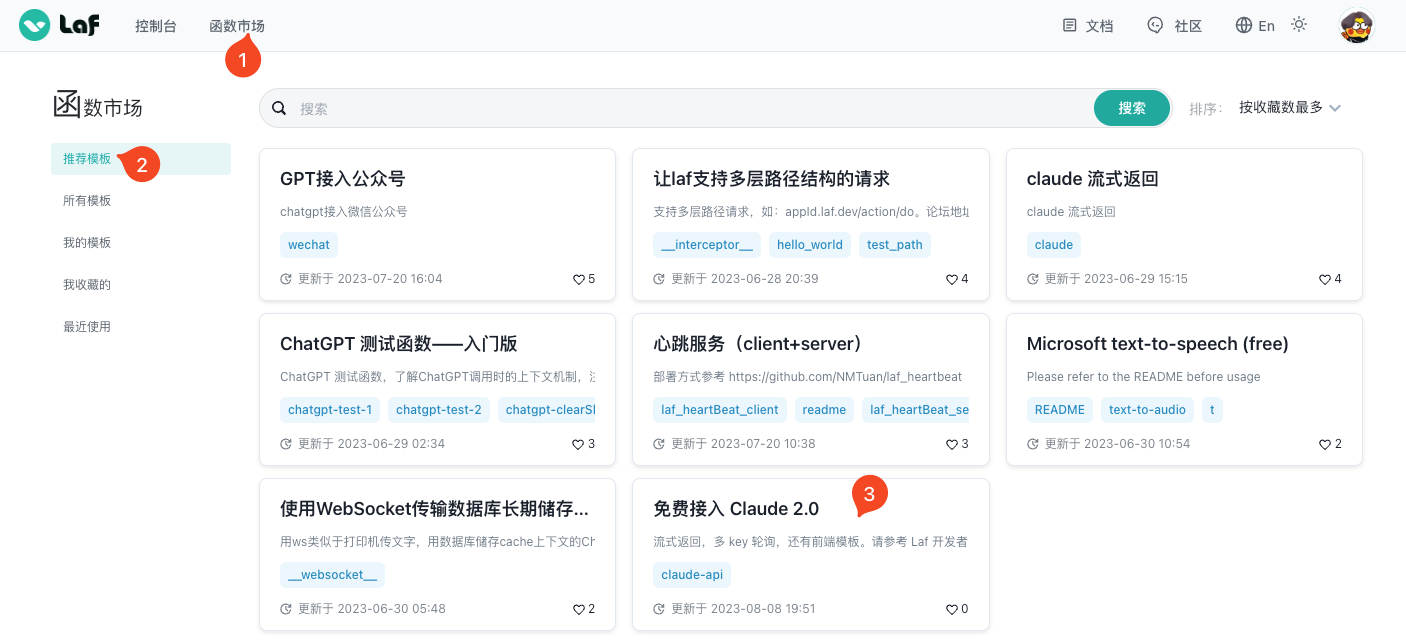 Laf 控制台 函数市场 文档 社区 En
1
函数市场
搜索 搜索 排序: 按收藏数最多
推荐模板
2
所有模板
我的模板
我收藏的
最近使用
GPT接入公众号
chatgpt接入微信公众号
wechat
更新于 2023-07-20 16:04 5
让laf支持多层路径结构的请求
支持多层路径请求，如：appId.laf.dev/action/do。论坛地址
__interceptor__ hello_world test_path
更新于 2023-06-28 20:39 4
claude 流式返回
claude 流式返回
claude
更新于 2023-06-29 15:15 4
ChatGPT 测试函数——入门版
ChatGPT 测试函数，了解ChatGPT调用时的上下文机制，
chatgpt-test-1 chatgpt-test-2 chatgpt-clearS
更新于 2023-06-29 02:34 3
心跳服务（client+server）
部署方式参考 https://github.com/NMTuan/laf_heartbeat
laf_heartBeat_client readme laf_heartBeat_se
更新于 2023-07-20 10:38 3
Microsoft text-to-speech (free)
Please refer to the README before usage
README text-to-audio t
更新于 2023-06-30 10:54 2
使用WebSocket传输数据库长期储存...
用ws类似于打印机传文字，用数据库储存cache上下文的Ch
__websocket__
更新于 2023-06-30 05:48 2
3
免费接入 Claude 2.0
流式返回，多 key 轮询，还有前端模板。请参考 Laf 开发者
claude-api
更新于 2023-08-08 19:51 0